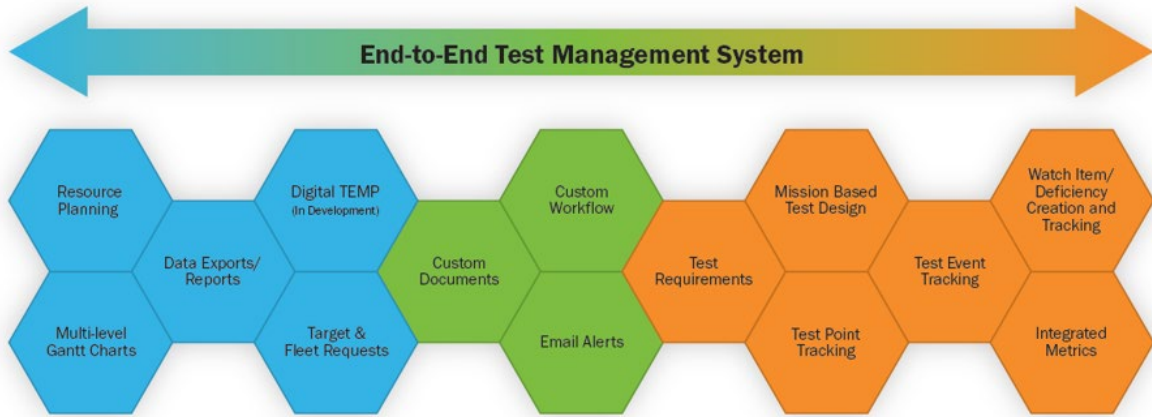 End-to-End Test Management System
Resource
Planning
Data Exports/
Reports
Multi-level
Gantt Charts
Digital TEMP
(In Development)
Target &
Fleet Requests
Custom
Documents
Custom
Workflow
Email Alerts
Test
Requirements
Mission Based
Test Design
Test Point
Tracking
Test Event
Tracking
Watch Item/
Deficiency
Creation and
Tracking
Integrated
Metrics